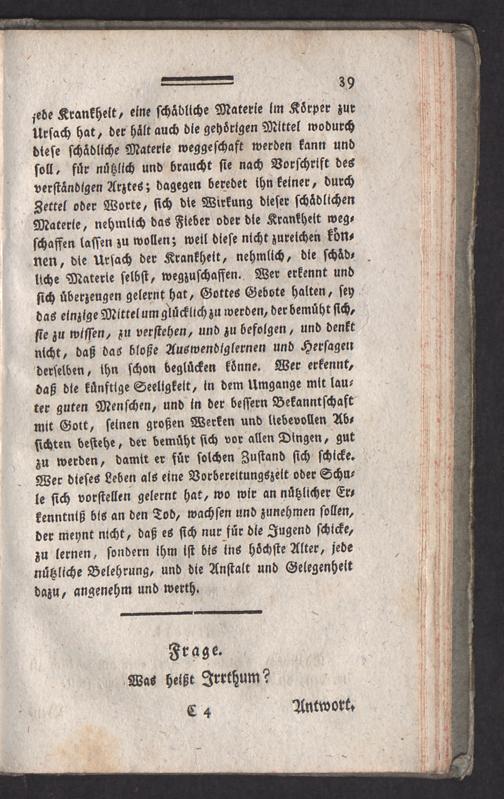 39
jede Krankheit, eine schädliche Materie im Körper zur
Ursach hat, der hält auch die gehörigen Mittel wodurch
diese schädliche Materie weggeschaft werden kann und
soll, für nützlich und braucht sie nach Vorschrift des
verständigen Arztes; dagegen beredet ihn keiner, durch
Zettel oder Worte, sich die Wirkung dieser schädlichen
Materie, nehmlich das Fieber oder die Krankheit weg-
schaffen lassen zu wollen; weil diese nicht zureichen kön-
nen, die Ursach der Krankheit, nehmlich, die schäd-
liche Materie selbst, wegzuschaffen. Wer erkennt und
sich überzeugen gelernt hat, Gottes Gebote halten, sey
das einzige Mittel um glücklich zu werden, der bemüht sich,
sie zu wissen, zu verstehen, und zu befolgen, und denkt
nicht, daß das bloße Auswendiglernen und Hersagen
derselben, ihn schon beglücken könne. Wer erkennt,
daß die künftige Seeligkeit, in dem Umgange mit lau-
ter guten Menschen, und in der bessern Bekanntschaft
mit Gott, seinen großen Werken und liebevollen Ab-
sichten bestehe, der bemüht sich vor allen Dingen, gut
zu werden, damit er für solchen Zustand sich schicke.
Wer dieses Leben als eine Vorbereitungszeit oder Schu-
le sich vorstellen gelernt hat, wo wir an nützlicher Er-
kenntniß bis an den Tod, wachsen und zunehmen sollen,
der meynt nicht, daß es sich nur für die Jugend schicke,
zu lernen, sondern ihm ist bis ins höchste Alter, jede
nützliche Belehrung, und die Anstalt und Gelegenheit
dazu, angenehm und werth.
Frage.
Was heißt Irrthum?
C 4
Antwort.